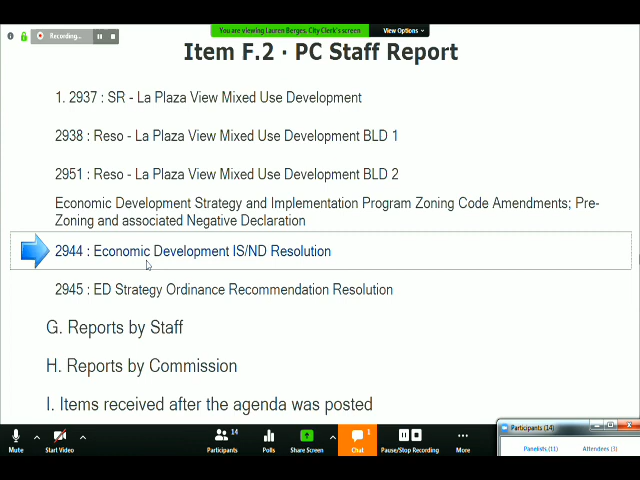 Recording...
You are viewing Lauren Berges, City Clerk's screen
View Options
Item F.2 · PC Staff Report
1. 2937 : SR - La Plaza View Mixed Use Development
2938 : Reso - La Plaza View Mixed Use Development BLD 1
2951 : Reso - La Plaza View Mixed Use Development BLD 2
Economic Development Strategy and Implementation Program Zoning Code Amendments; Pre-
Zoning and associated Negative Declaration
2944 : Economic Development IS/ND Resolution
2945 : ED Strategy Ordinance Recommendation Resolution
G. Reports by Staff
H. Reports by Commission
I. Items received after the agenda was posted
Participants (14)
Panelists (11) Attendees (3)
14 1
Mute Start Video Participants Polls Share Screen Chat Pause/Stop Recording More